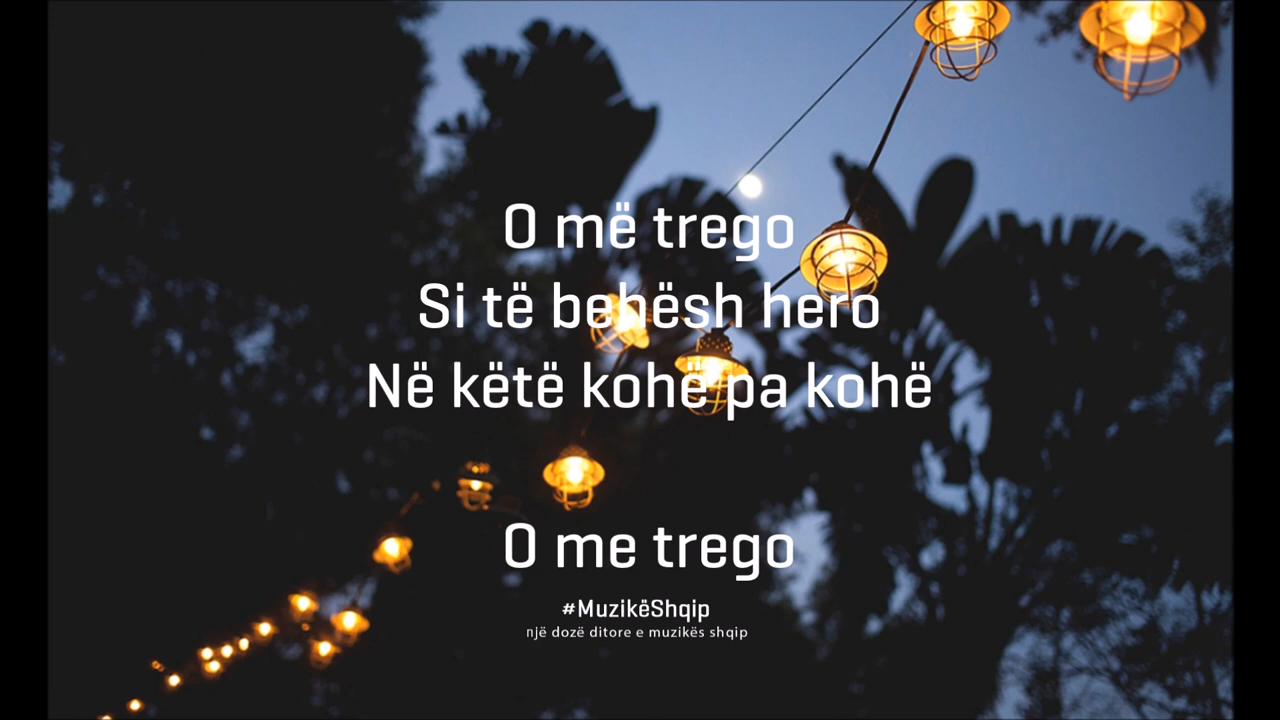 O më trego
Si të behësh hero
Në këtë kohë pa kohë
O me trego
#MuzikëShqip
një dozë ditore e muzikës shqip